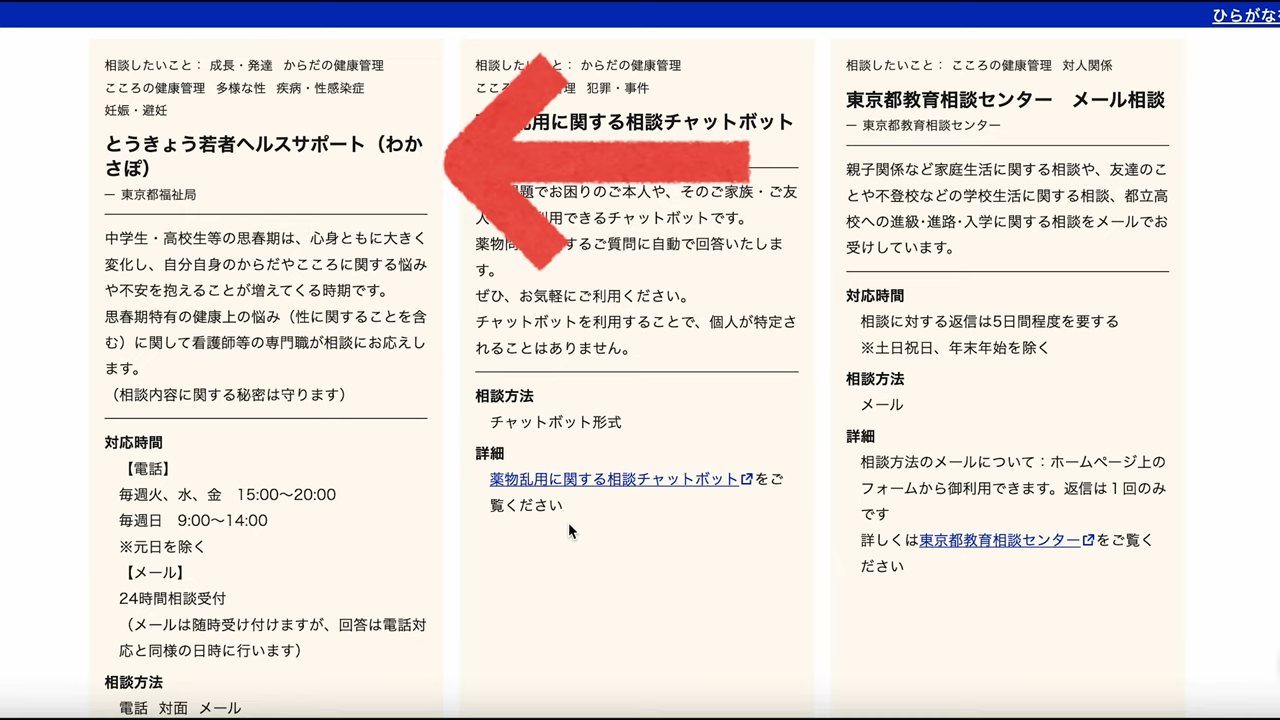 ひらがな
相談したいこと： 成長・発達 からだの健康管理
こころの健康管理 多様な性 疾病・性感染症
妊娠・避妊
とうきょう若者ヘルスサポート（わか
さぽ）
— 東京都福祉局
中学生・高校生等の思春期は、心身ともに大きく
変化し、自分自身のからだやこころに関する悩み
や不安を抱えることが増えてくる時期です。
思春期特有の健康上の悩み（性に関することを含
む）に関して看護師等の専門職が相談にお応えし
ます。
（相談内容に関する秘密は守ります）
対応時間
【電話】
毎週火、水、金 15:00〜20:00
毎週日 9:00〜14:00
※元日を除く
【メール】
24時間相談受付
（メールは随時受け付けますが、回答は電話対
応と同様の日時に行います）
相談方法
電話 対面 メール
相談した と： からだの健康管理
ここ 管理 犯罪・事件
乱用に関する相談チャットボット
題でお困りのご本人や、そのご家族・ご友
人 利用できるチャットボットです。
薬物問 するご質問に自動で回答いたしま
す。
ぜひ、お気軽にご利用ください。
チャットボットを利用することで、個人が特定さ
れることはありません。
相談方法
チャットボット形式
詳細
薬物乱用に関する相談チャットボットをご
覧ください
相談したいこと： こころの健康管理 対人関係
東京都教育相談センター メール相談
— 東京都教育相談センター
親子関係など家庭生活に関する相談や、友達のこ
とや不登校などの学校生活に関する相談、都立高
校への進級・進路・入学に関する相談をメールでお
受けしています。
対応時間
相談に対する返信は5日間程度を要する
※土日祝日、年末年始を除く
相談方法
メール
詳細
相談方法のメールについて：ホームページ上の
フォームから御利用できます。返信は１回のみ
です
詳しくは東京都教育相談センターをご覧く
ださい